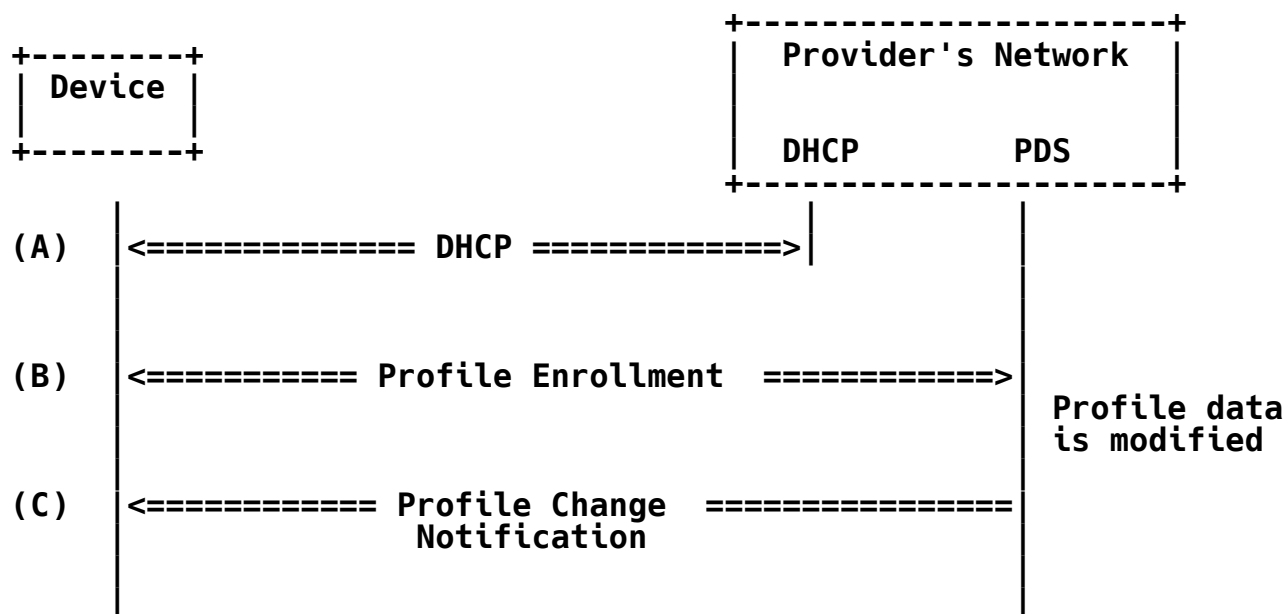 Provider's Network
Device
DHCP PDS
(A) <============== DHCP =============>
(B) <=========== Profile Enrollment ============>
Profile data
is modified
(C) <============= Profile Change ================
Notification